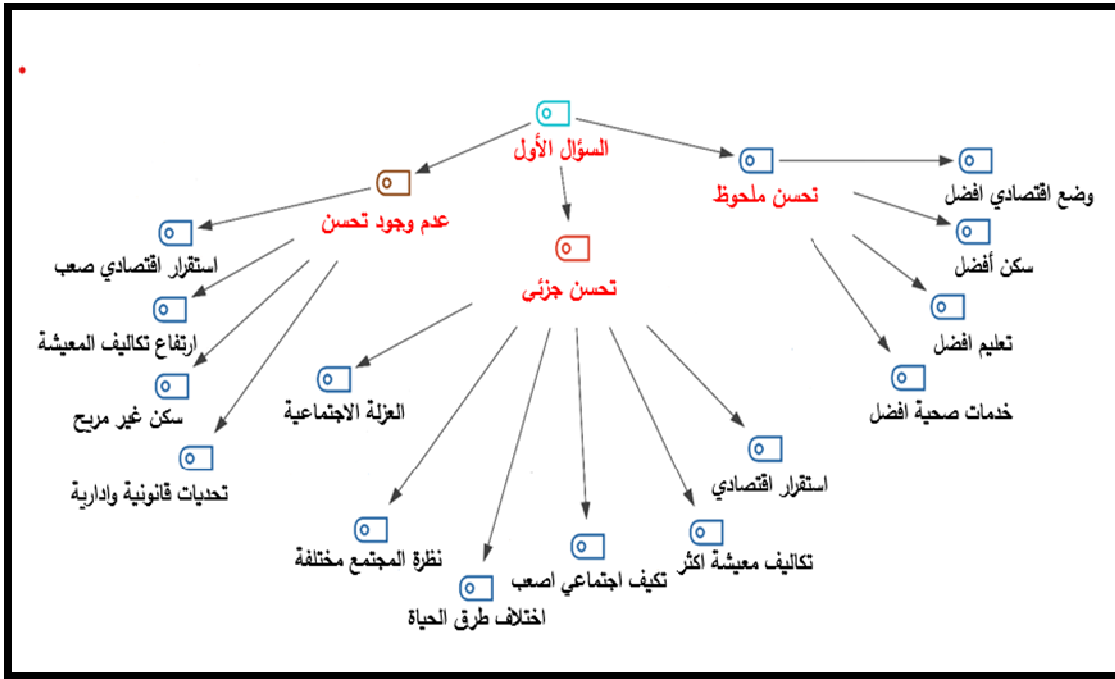 السؤال الأول
تحسن ملحوظ
وضع اقتصادي افضل
سكن أفضل
تعليم افضل
خدمات صحية افضل
تحسن جزئي
استقرار اقتصادي
تكاليف معيشة اكثر
تكيف اجتماعي اصعب
اختلاف طرق الحياة
نظرة المجتمع مختلفة
العزلة الاجتماعية
عدم وجود تحسن
استقرار اقتصادي صعب
ارتفاع تكاليف المعيشة
سكن غير مريح
تحديات قانونية وادارية